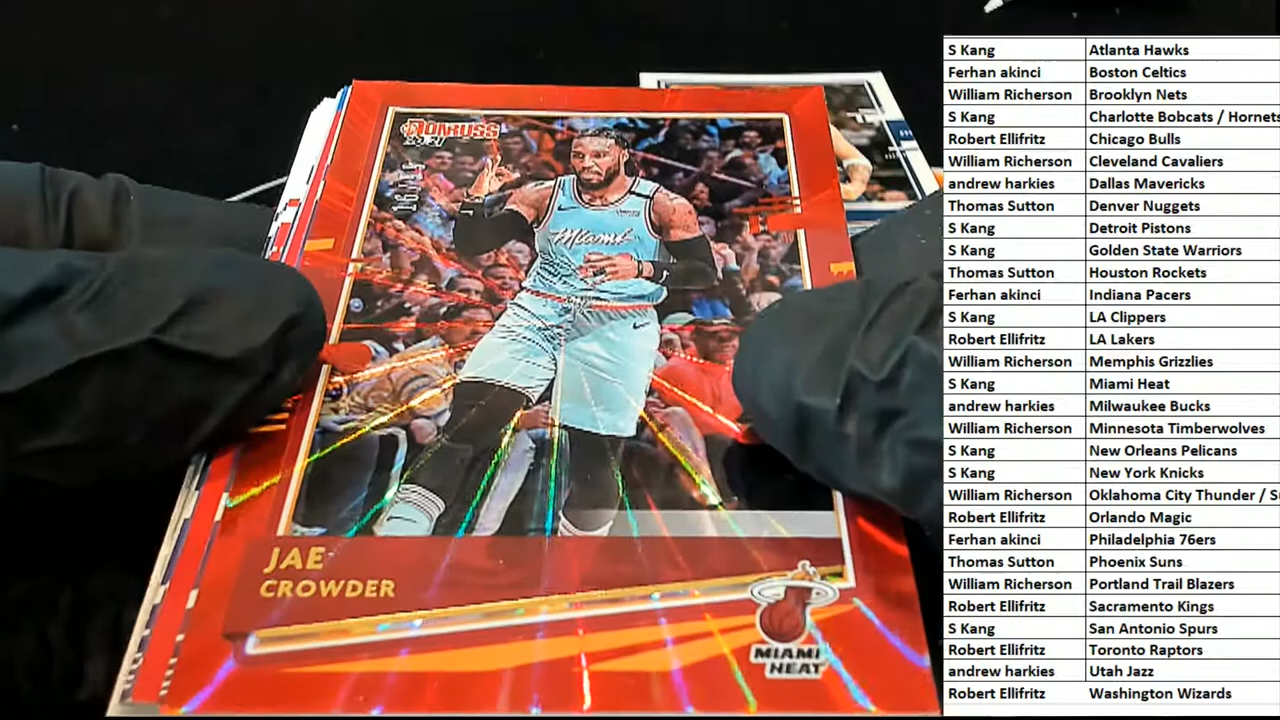 DONRUSS
JAE
CROWDER
Miami
MIAMI
HEAT
S Kang Atlanta Hawks
Ferhan akinci Boston Celtics
William Richerson Brooklyn Nets
S Kang Charlotte Bobcats / Hornets
Robert Ellifritz Chicago Bulls
William Richerson Cleveland Cavaliers
andrew harkies Dallas Mavericks
Thomas Sutton Denver Nuggets
S Kang Detroit Pistons
S Kang Golden State Warriors
Thomas Sutton Houston Rockets
Ferhan akinci Indiana Pacers
S Kang LA Clippers
Robert Ellifritz LA Lakers
William Richerson Memphis Grizzlies
S Kang Miami Heat
andrew harkies Milwaukee Bucks
William Richerson Minnesota Timberwolves
S Kang New Orleans Pelicans
S Kang New York Knicks
William Richerson Oklahoma City Thunder / S
Robert Ellifritz Orlando Magic
Ferhan akinci Philadelphia 76ers
Thomas Sutton Phoenix Suns
William Richerson Portland Trail Blazers
Robert Ellifritz Sacramento Kings
S Kang San Antonio Spurs
Robert Ellifritz Toronto Raptors
andrew harkies Utah Jazz
Robert Ellifritz Washington Wizards